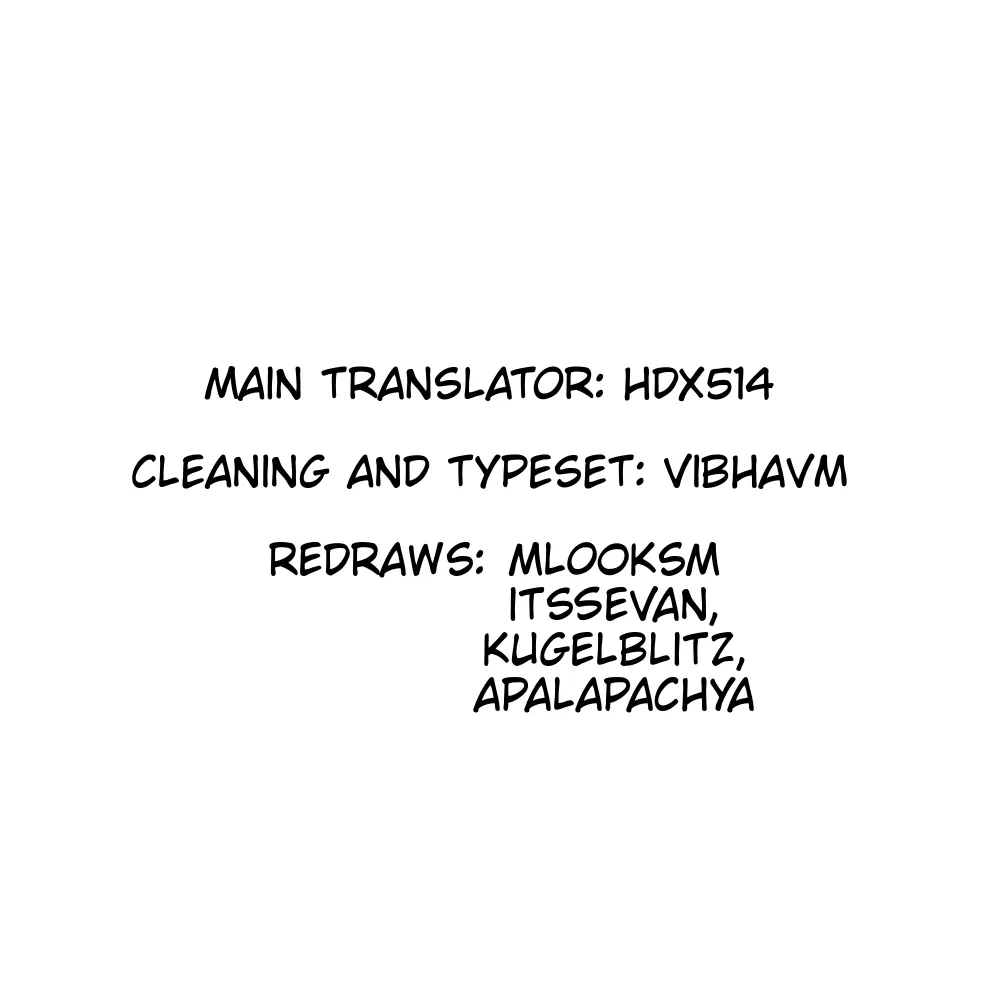 MAIN TRANSLATOR: HDX514
CLEANING AND TYPESET: VIBHAVM
REDRAWS: MLOOKSM
ITSSEVAN,
KUGELBLITZ,
APALAPACHYA